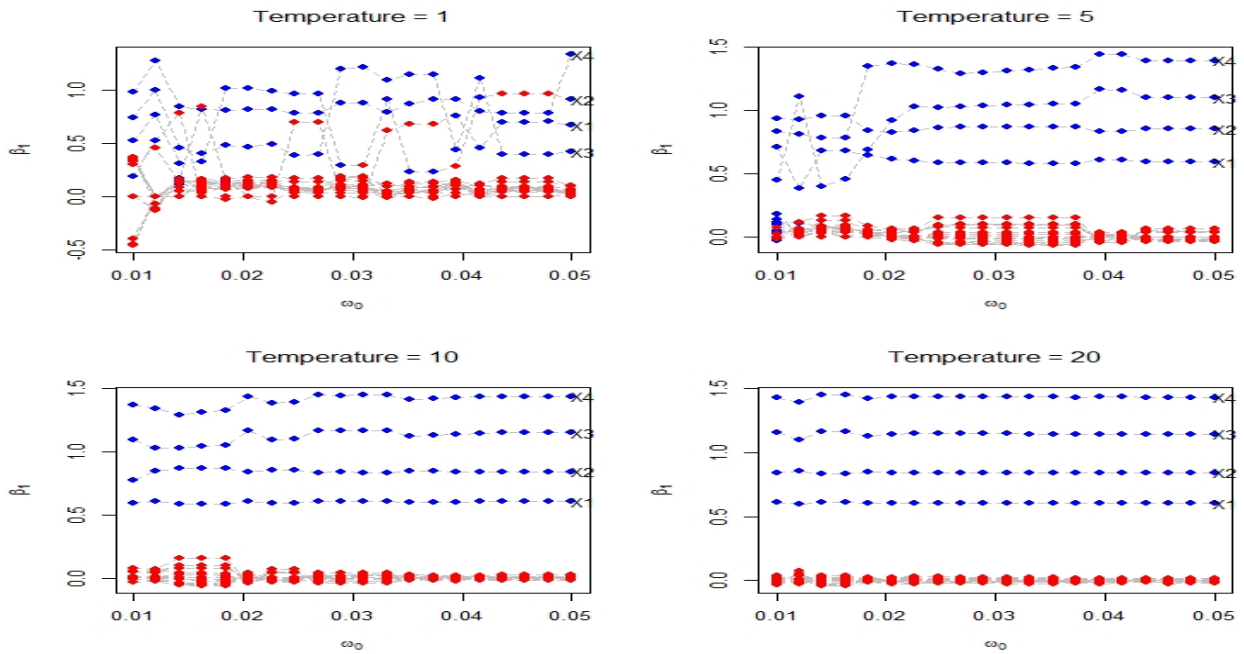 Temperature = 1
β₁
1.0
0.5
0.0
-0.5
X4
X2
X1
X3
0.01 0.02 0.03 0.04 0.05
ω₀
Temperature = 5
β₁
1.5
1.0
0.5
0.0
X4
X3
X2
X1
0.01 0.02 0.03 0.04 0.05
ω₀
Temperature = 10
β₁
1.5
1.0
0.5
0.0
X4
X3
X2
X1
0.01 0.02 0.03 0.04 0.05
ω₀
Temperature = 20
β₁
1.5
1.0
0.5
0.0
X4
X3
X2
X1
0.01 0.02 0.03 0.04 0.05
ω₀